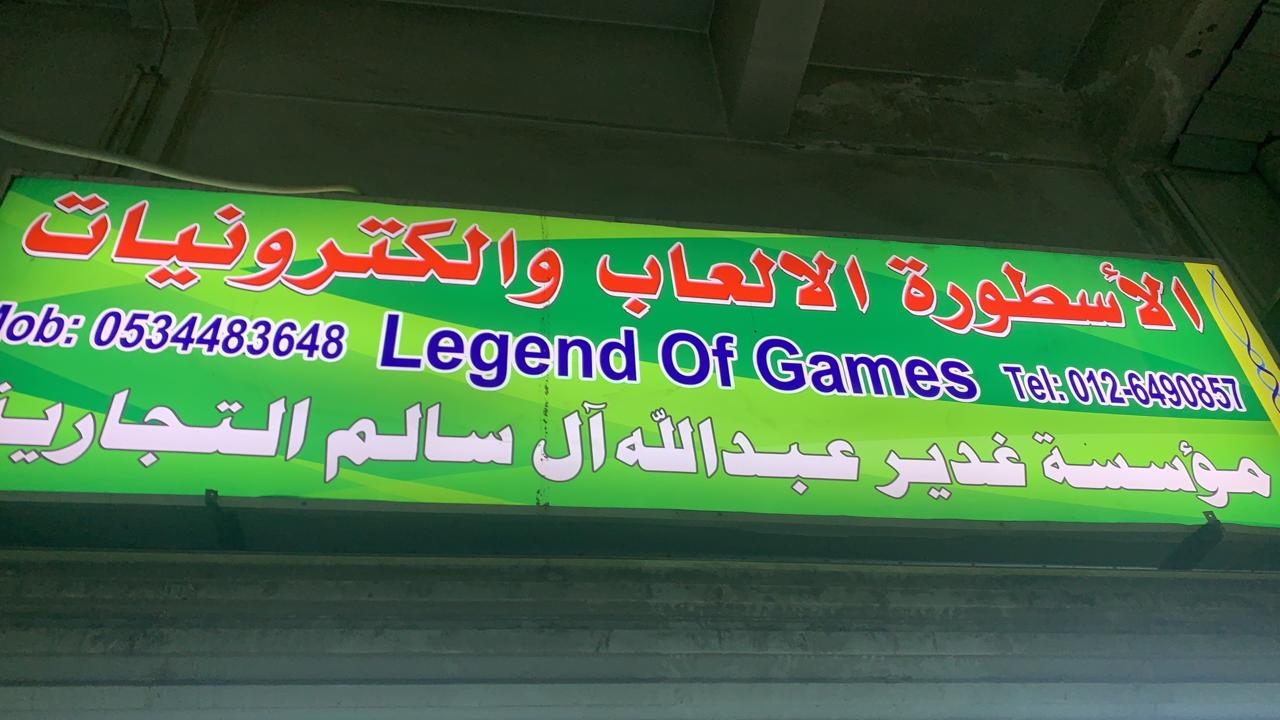 الأسطورة الالعاب والكترونيات
Mob: 0534483648 Legend Of Games Tel: 012-6490857
مؤسسة غدير عبدالله آل سالم التجارية